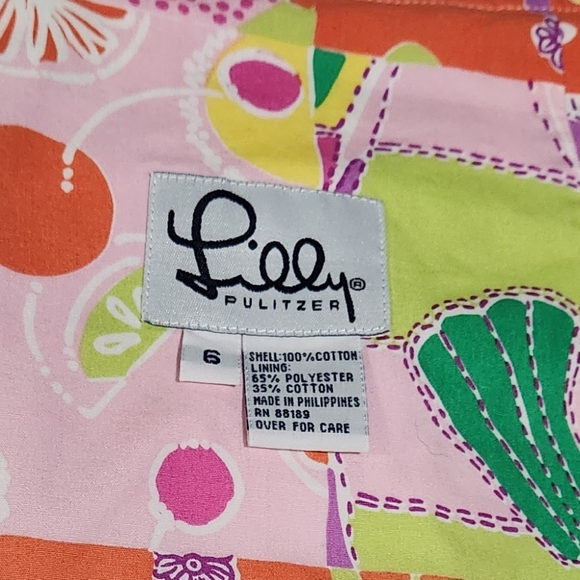 Lilly®
PULITZER
6
SHELL:100%COTTON
LINING:
65% POLYESTER
35% COTTON
MADE IN PHILIPPINES
RN 88189
OVER FOR CARE